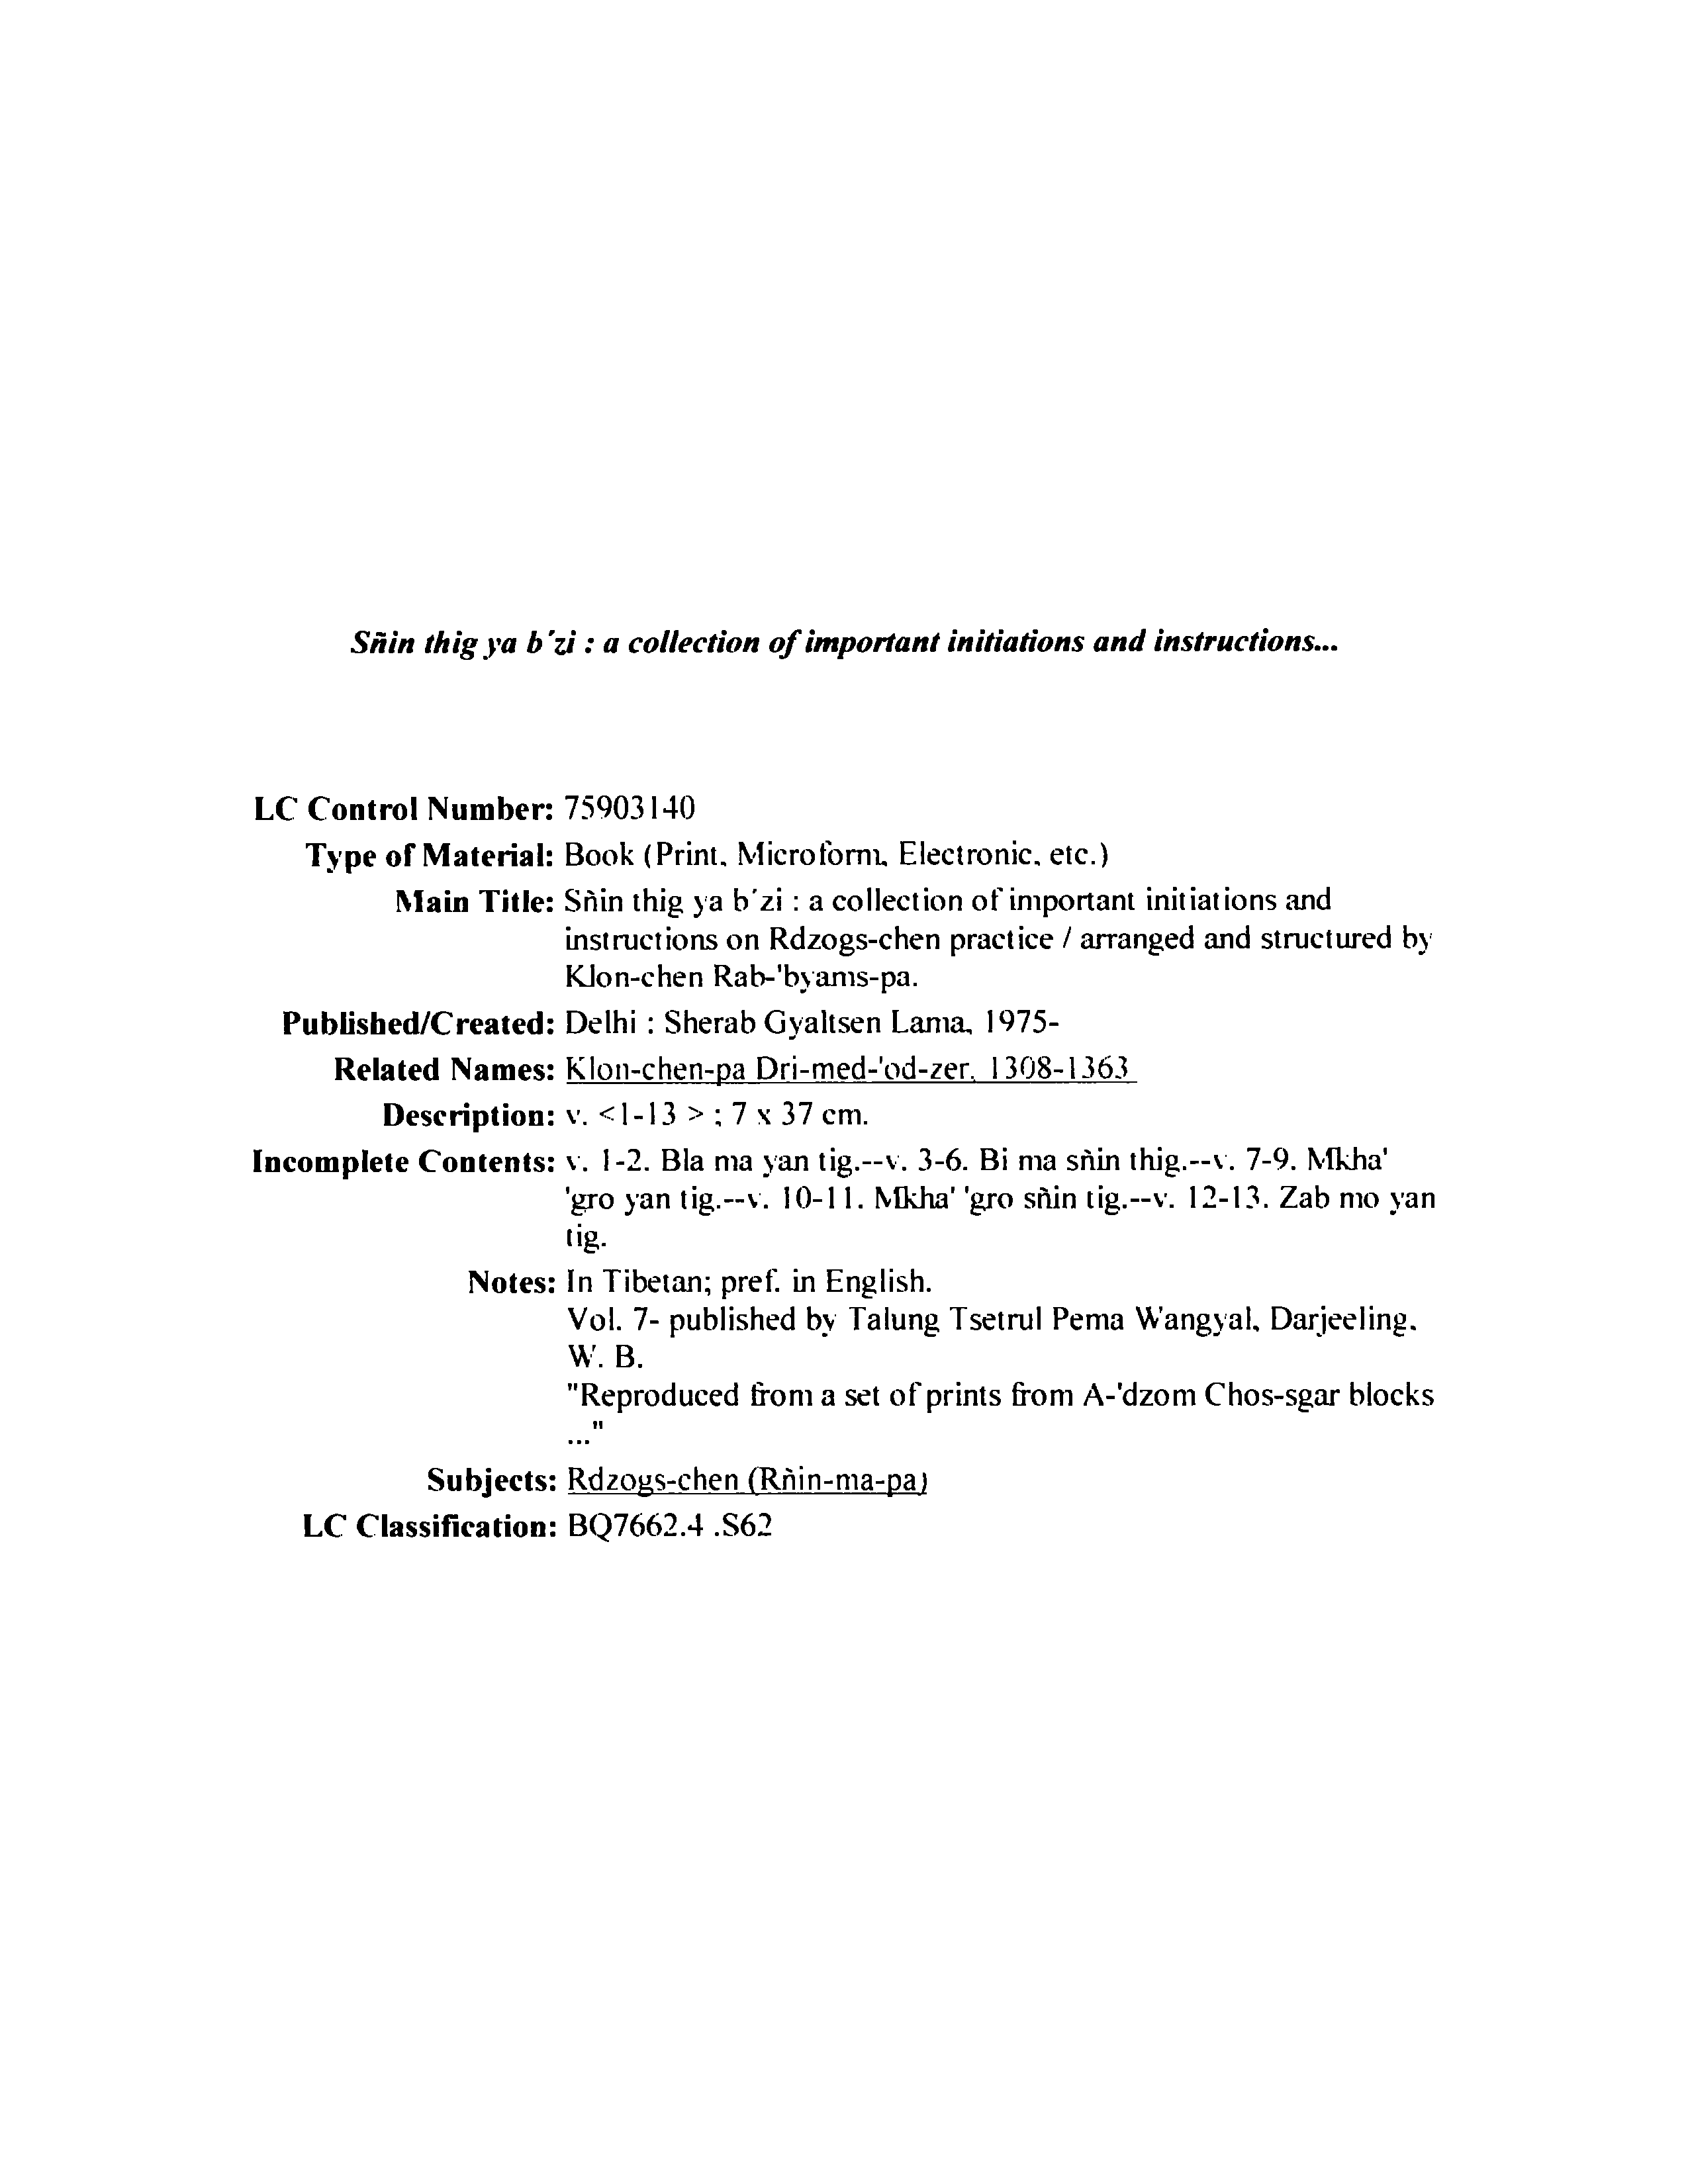 Sñin thig ya b'zi : a collection of important initiations and instructions...
LC Control Number: 75903140
Type of Material: Book (Print, Microform, Electronic, etc.)
Main Title: Sñin thig ya b'zi : a collection of important initiations and
instructions on Rdzogs-chen practice / arranged and structured by
Klon-chen Rab-'byams-pa.
Published/Created: Delhi : Sherab Gyaltsen Lama, 1975-
Related Names: Klon-chen-pa Dri-med-'od-zer, 1308-1363
Description: v. <1-13 > ; 7 x 37 cm.
Incomplete Contents: v. 1-2. Bla ma yan tig.--v. 3-6. Bi ma sñin thig.--v. 7-9. Mkha'
'gro yan tig.--v. 10-11. Mkha' 'gro sñin tig.--v. 12-13. Zab mo yan
tig.
Notes: In Tibetan; pref. in English.
Vol. 7- published by Talung Tsetrul Pema Wangyal, Darjeeling,
W. B.
"Reproduced from a set of prints from A-'dzom Chos-sgar blocks
..."
Subjects: Rdzogs-chen (Rñin-ma-pa)
LC Classification: BQ7662.4 .S62